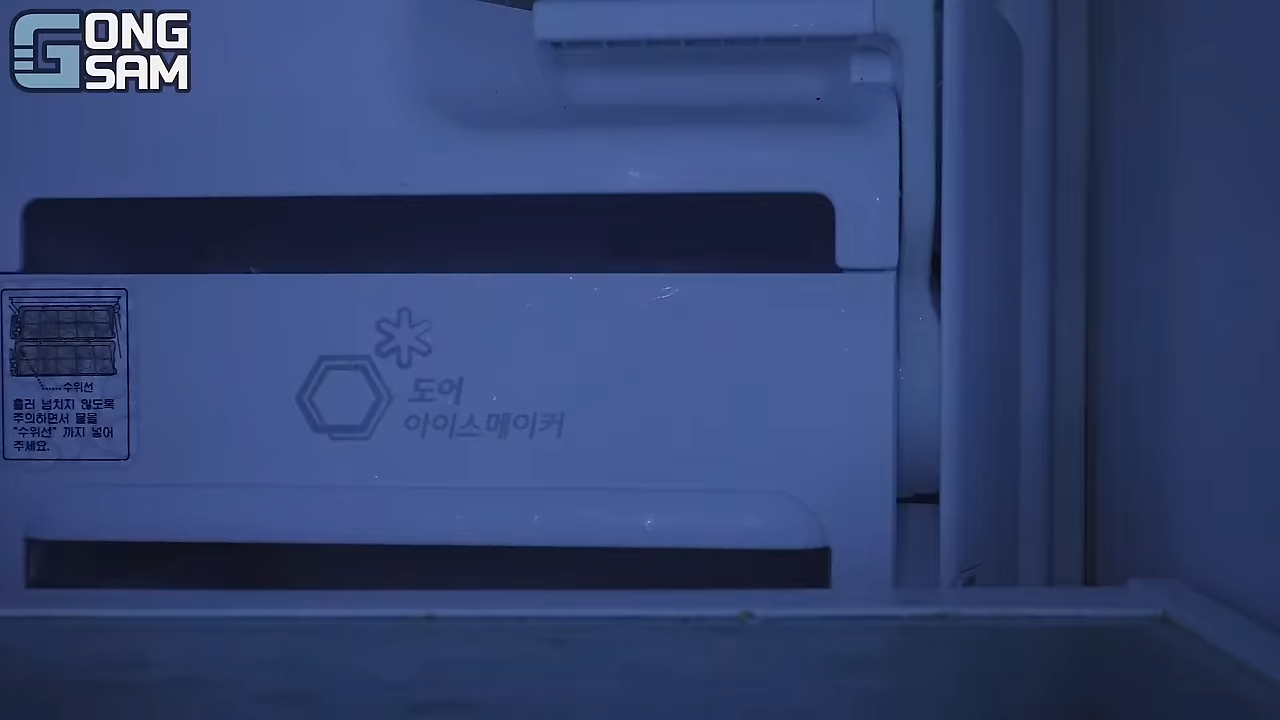 GONG
SAM
수위선
흘러 넘치지 않도록
주의하면서 물을
"수위선" 까지 넣어
주세요.
도어
아이스메이커